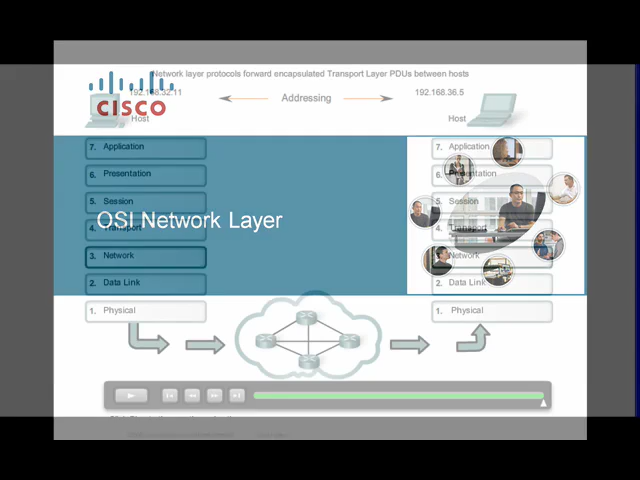 Network layer protocols forward encapsulated Transport Layer PDUs between hosts
192.168.32.11
Addressing
192.168.36.5
CISCO
Host
Host
7. Application
7. Application
6. Presentation
6. Presentation
5. Session
5. Session
OSI Network Layer
4. Transport
4. Transport
3. Network
Network
2. Data Link
2. Data Link
1. Physical
1. Physical